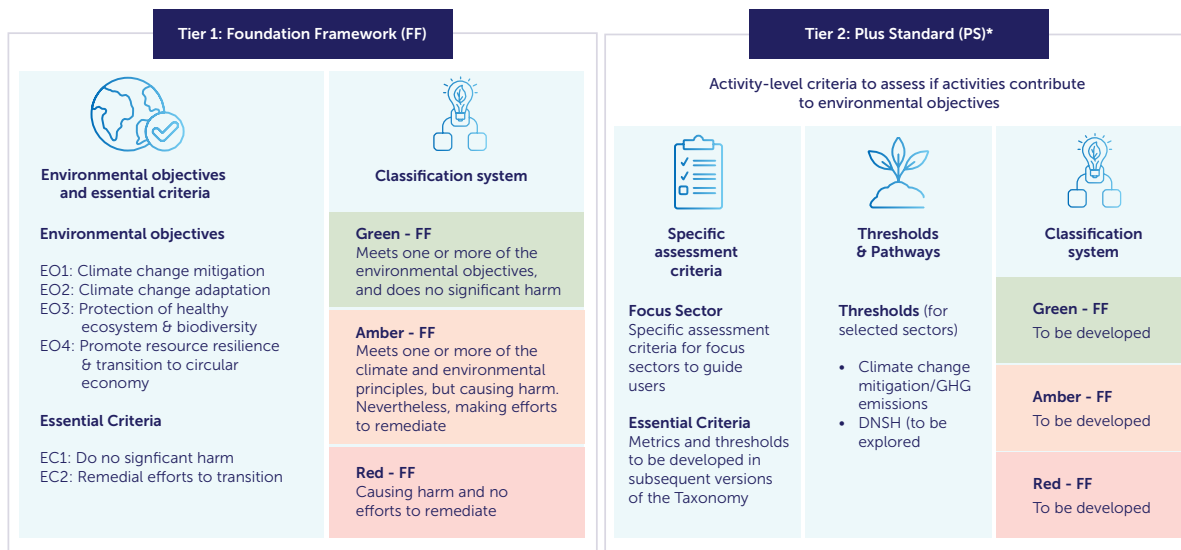 Tier 1: Foundation Framework (FF)
Environmental objectives
and essential criteria
Environmental objectives
EO1: Climate change mitigation
EO2: Climate change adaptation
EO3: Protection of healthy
ecosystem & biodiversity
EO4: Promote resource resilience
& transition to circular
economy
Essential Criteria
EC1: Do no signficant harm
EC2: Remedial efforts to transition
Classification system
Green - FF
Meets one or more of the
environmental objectives,
and does no significant harm
Amber - FF
Meets one or more of the
climate and environmental
principles, but causing harm.
Nevertheless, making efforts
to remediate
Red - FF
Causing harm and no
efforts to remediate
Tier 2: Plus Standard (PS)*
Activity-level criteria to assess if activities contribute
to environmental objectives
Specific
assessment
criteria
Focus Sector
Specific assessment
criteria for focus
sectors to guide
users
Essential Criteria
Metrics and thresholds
to be developed in
subsequent versions
of the Taxonomy
Thresholds
& Pathways
Thresholds (for
selected sectors)
• Climate change
mitigation/GHG
emissions
• DNSH (to be
explored
Classification
system
Green - FF
To be developed
Amber - FF
To be developed
Red - FF
To be developed